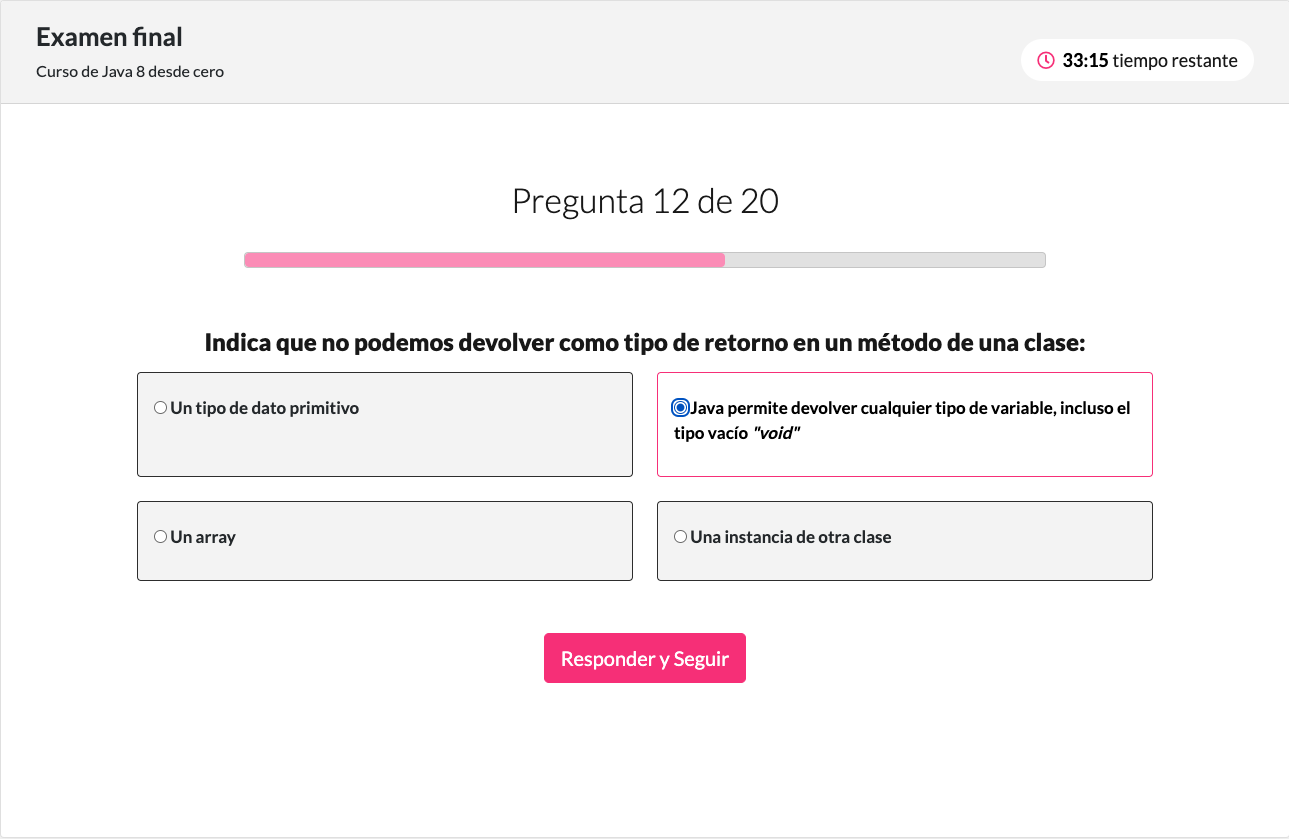 Examen final
Curso de Java 8 desde cero
33:15 tiempo restante
Pregunta 12 de 20
Indica que no podemos devolver como tipo de retorno en un método de una clase:
Un tipo de dato primitivo
Java permite devolver cualquier tipo de variable, incluso el
tipo vacío "void"
Un array
Una instancia de otra clase
Responder y Seguir